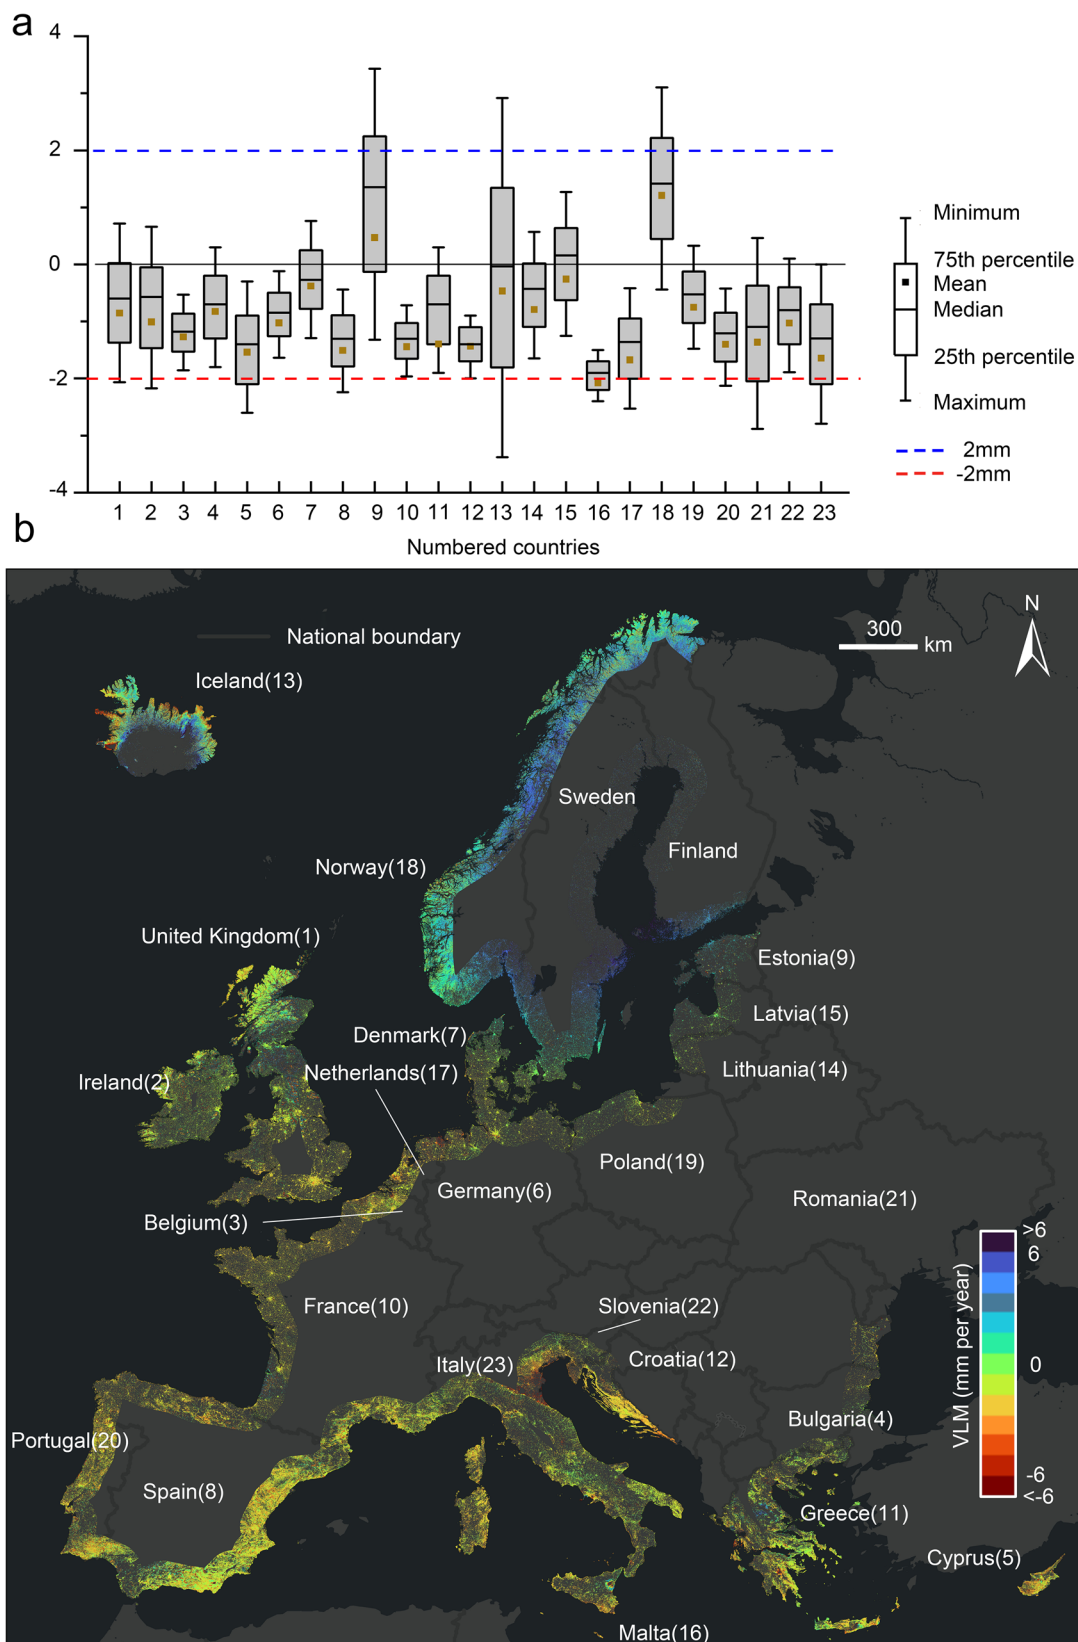 a
4
2
0
-2
-4
1 2 3 4 5 6 7 8 9 10 11 12 13 14 15 16 17 18 19 20 21 22 23
Numbered countries
Minimum
75th percentile
Mean
Median
25th percentile
Maximum
2mm
-2mm
b
National boundary
300
km
N
Iceland(13)
Sweden
Finland
Norway(18)
United Kingdom(1)
Estonia(9)
Latvia(15)
Denmark(7)
Netherlands(17)
Lithuania(14)
Ireland(2)
Poland(19)
Germany(6)
Romania(21)
Belgium(3)
France(10)
Slovenia(22)
Italy(23)
Croatia(12)
Bulgaria(4)
Portugal(20)
Spain(8)
Greece(11)
Cyprus(5)
Malta(16)
VLM (mm per year)
>6
6
0
-6
<-6